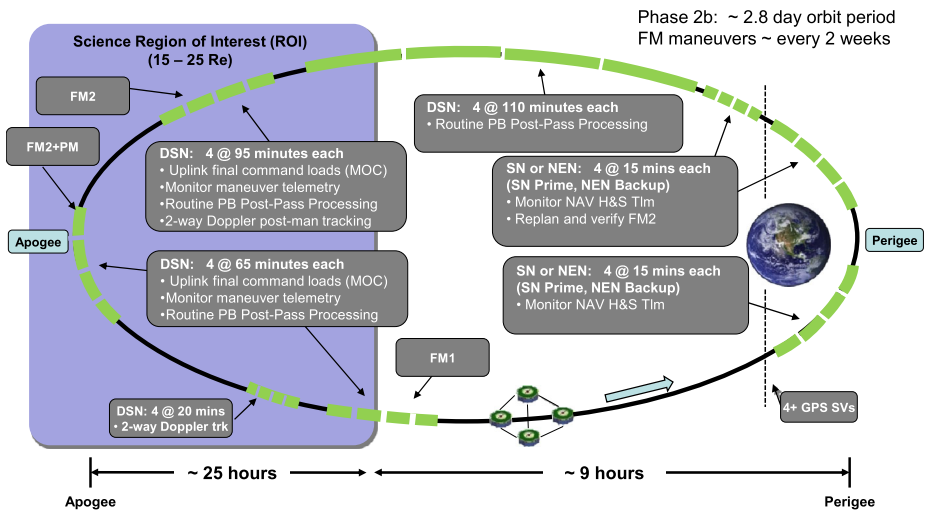 Phase 2b:  ~ 2.8 day orbit period
FM maneuvers ~ every 2 weeks
Science Region of Interest (ROI)
(15 – 25 Re)
FM2
FM2+PM
DSN:   4 @ 95 minutes each
• Uplink final command loads (MOC)
•Monitor maneuver telemetry
•Routine PB Post-Pass Processing
•2-way Doppler post-man tracking
DSN:   4 @ 110 minutes each
• Routine PB Post-Pass Processing
SN or NEN:   4 @ 15 mins each
(SN Prime, NEN Backup)
• Monitor NAV H&S Tlm
• Replan and verify FM2
Apogee
Perigee
DSN:   4 @ 65 minutes each
• Uplink final command loads (MOC)
•Monitor maneuver telemetry
•Routine PB Post-Pass Processing
SN or NEN:   4 @ 15 mins each
(SN Prime, NEN Backup)
• Monitor NAV H&S Tlm
FM1
DSN: 4 @ 20 mins
• 2-way Doppler trk
4+ GPS SVs
~ 25 hours
~ 9 hours
Apogee
Perigee